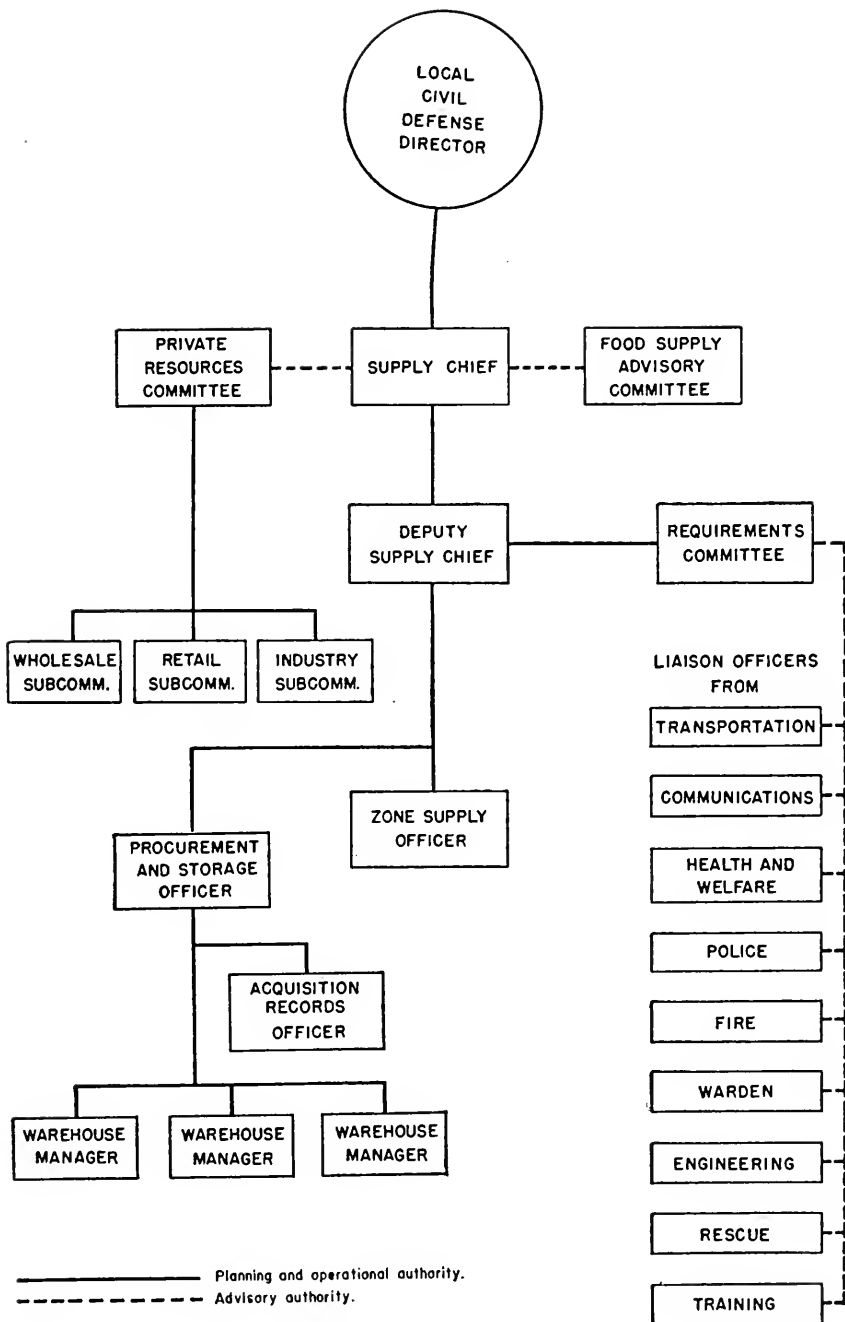 LOCAL
CIVIL
DEFENSE
DIRECTOR
PRIVATE
RESOURCES
COMMITTEE
SUPPLY CHIEF
FOOD SUPPLY
ADVISORY
COMMITTEE
DEPUTY
SUPPLY CHIEF
REQUIREMENTS
COMMITTEE
WHOLESALE
SUBCOMM.
RETAIL
SUBCOMM.
INDUSTRY
SUBCOMM.
LIAISON OFFICERS
FROM
TRANSPORTATION
COMMUNICATIONS
HEALTH AND
WELFARE
POLICE
FIRE
WARDEN
ENGINEERING
RESCUE
TRAINING
ZONE SUPPLY
OFFICER
PROCUREMENT
AND STORAGE
OFFICER
ACQUISITION
RECORDS
OFFICER
WAREHOUSE
MANAGER
WAREHOUSE
MANAGER
WAREHOUSE
MANAGER
Planning and operational authority.
Advisory authority.